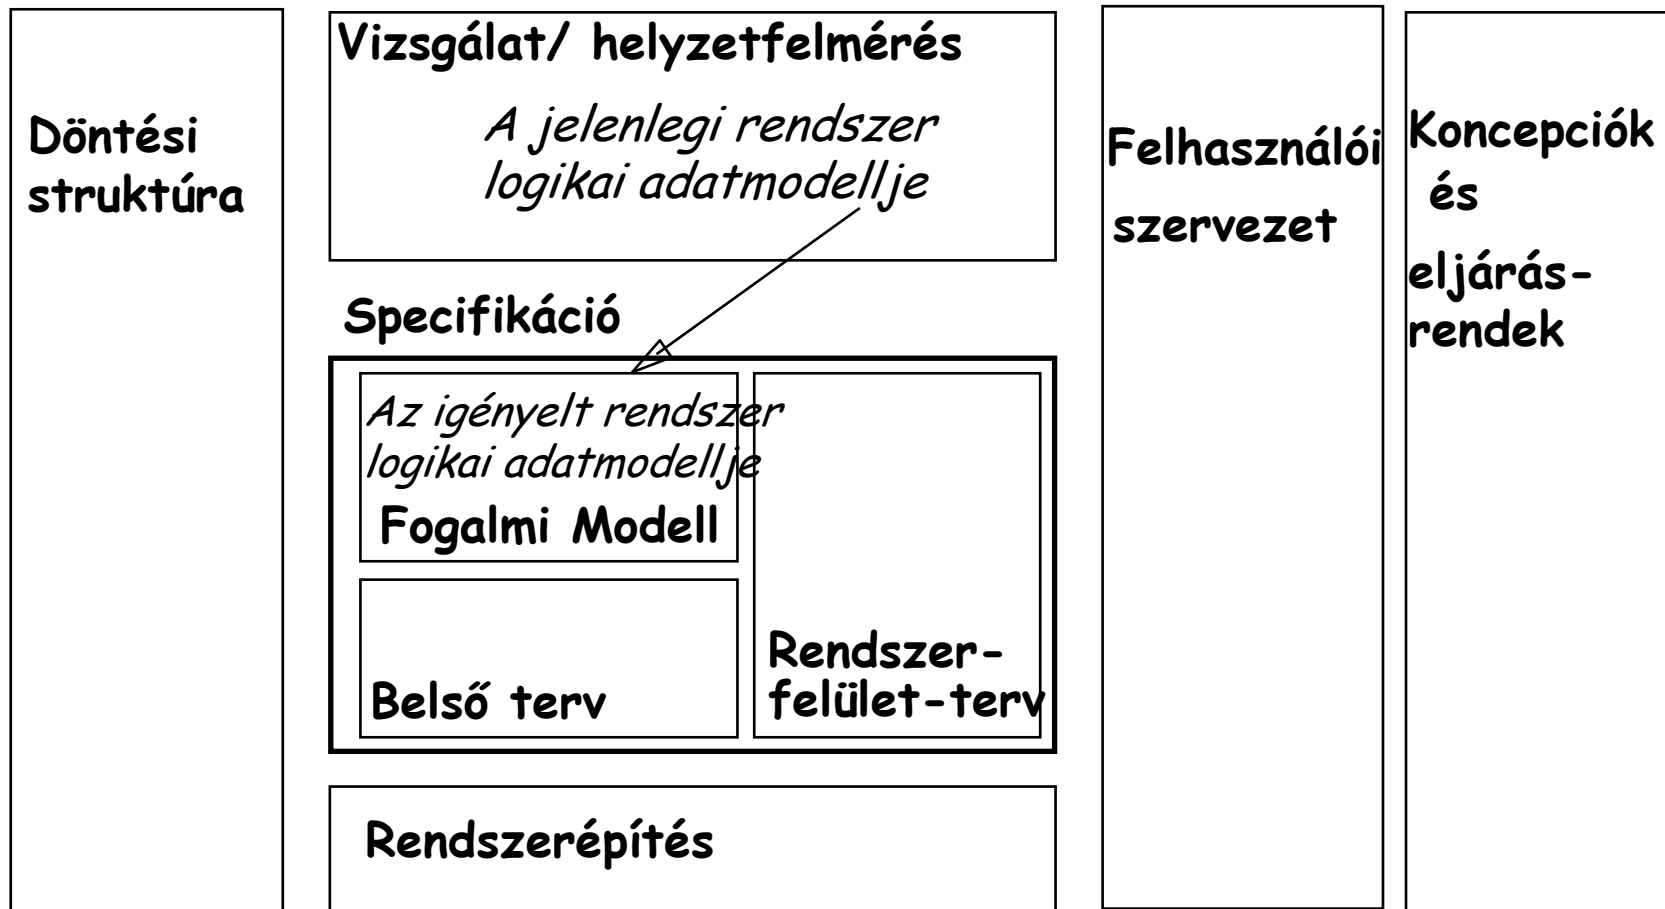 Döntési
struktúra
Vizsgálat/ helyzetfelmérés
A jelenlegi rendszer
logikai adatmodellje
Specifikáció
Az igényelt rendszer
logikai adatmodellje
Fogalmi Modell
Belső terv
Rendszer-
felület-terv
Rendszerépítés
Felhasználói
szervezet
Koncepciók
és
eljárás-
rendek